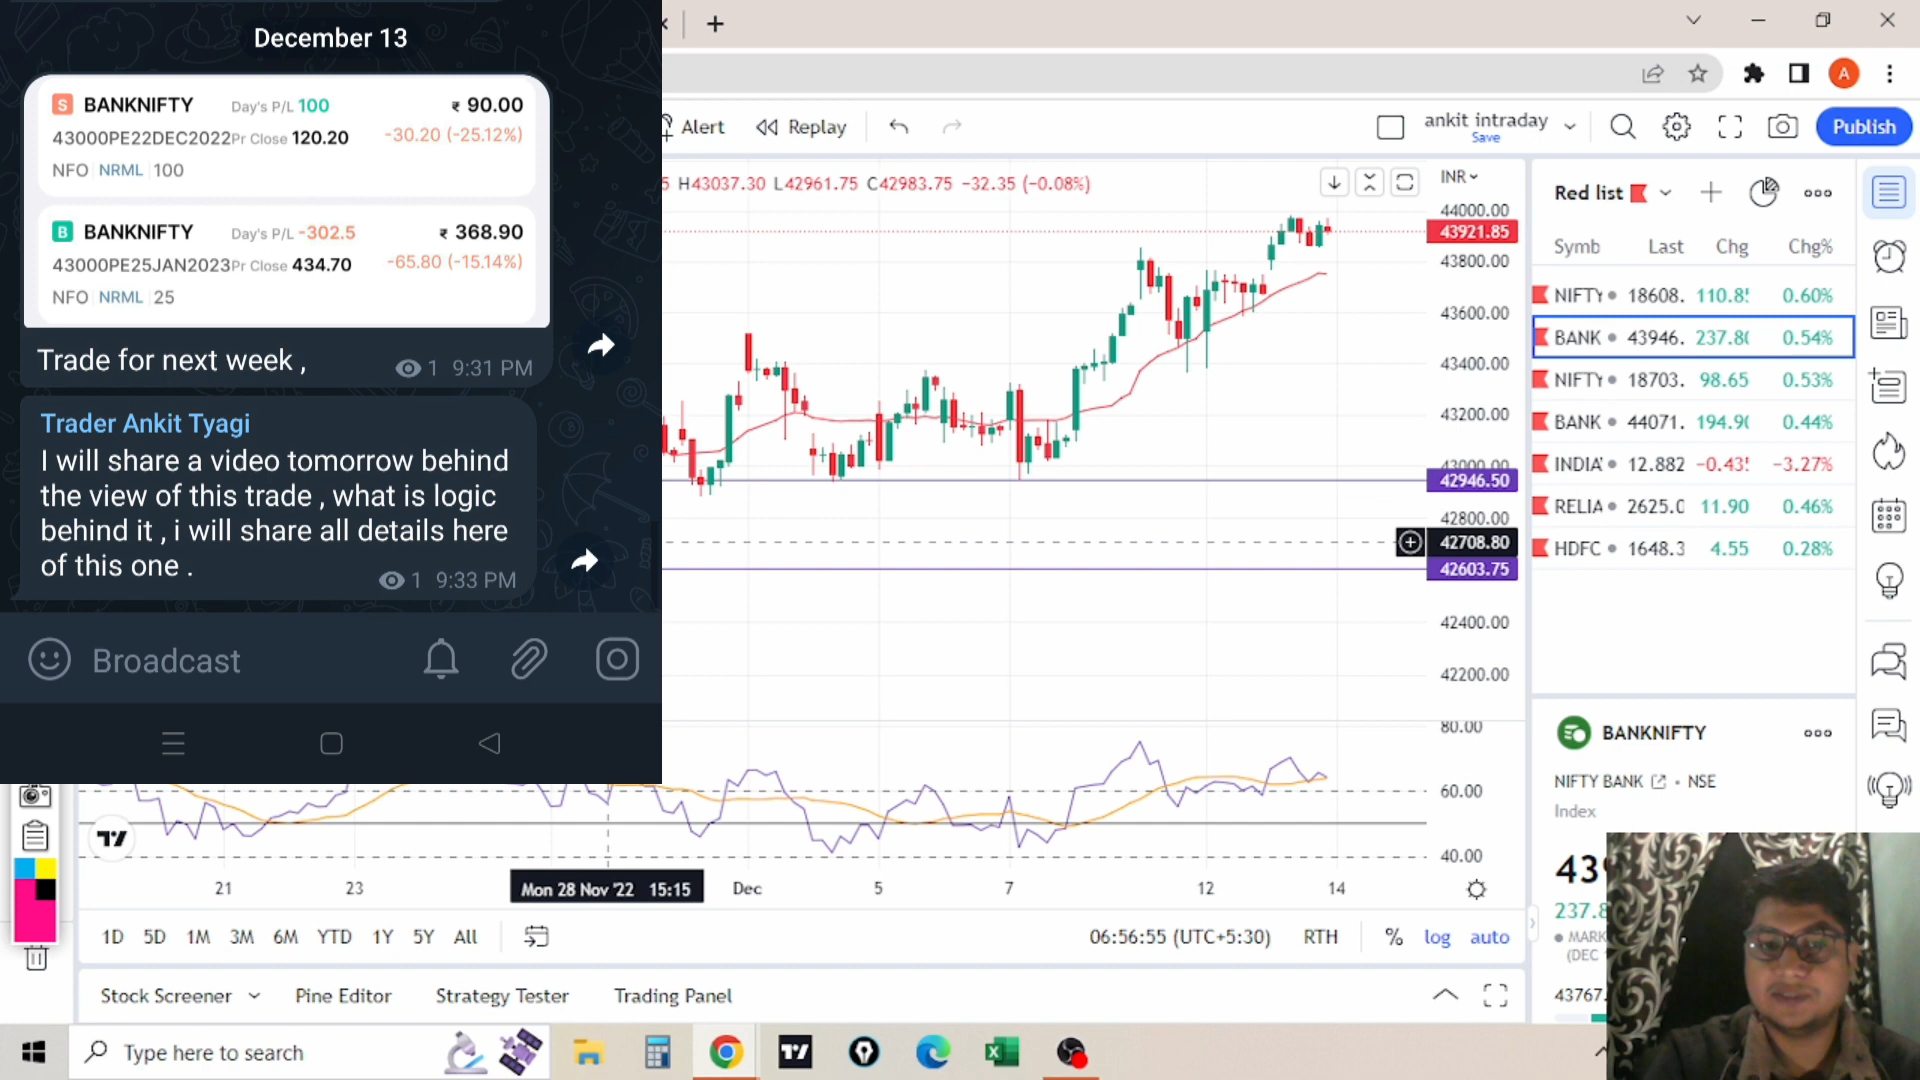 December 13
S BANKNIFTY Day's P/L 100 ₹ 90.00
43000PE22DEC2022 Pr Close 120.20 -30.20 (-25.12%)
NFO NRML 100
B BANKNIFTY Day's P/L -302.5 ₹ 368.90
43000PE25JAN2023 Pr Close 434.70 -65.80 (-15.14%)
NFO NRML 25
Trade for next week ,
1 9:31 PM
Trader Ankit Tyagi
I will share a video tomorrow behind
the view of this trade , what is logic
behind it , i will share all details here
of this one .
1 9:33 PM
Broadcast
A
Alert Replay
ankit intraday
Save
Publish
5 H43037.30 L42961.75 C42983.75 -32.35 (-0.08%)
INR
44000.00
43921.85
43800.00
43600.00
43400.00
43200.00
43000.00
42946.50
42800.00
42708.80
42603.75
42400.00
42200.00
80.00
60.00
40.00
21 23 Mon 28 Nov '22 15:15 Dec 5 7 12 14
1D 5D 1M 3M 6M YTD 1Y 5Y All
06:56:55 (UTC+5:30) RTH % log auto
Stock Screener Pine Editor Strategy Tester Trading Panel
Red list
Symb Last Chg Chg%
NIFTY 18608. 110.8 0.60%
BANK 43946. 237.8 0.54%
NIFTY 18703. 98.65 0.53%
BANK 44071. 194.9 0.44%
INDIA 12.882 -0.43 -3.27%
RELIA 2625.0 11.90 0.46%
HDFC 1648.3 4.55 0.28%
BANKNIFTY
NIFTY BANK • NSE
Index
43
237.8
MARK
(DEC
43767.
Type here to search